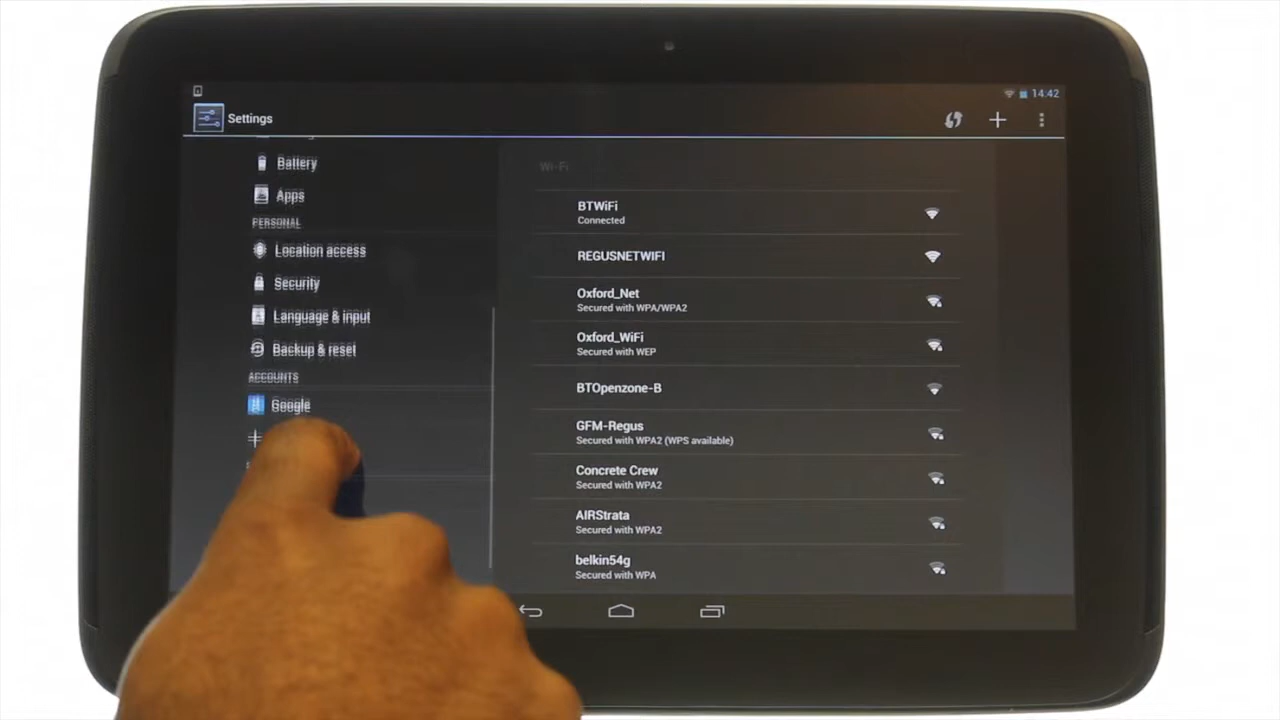 14:42
Settings
Battery
Apps
PERSONAL
Location access
Security
Language & input
Backup & reset
ACCOUNTS
Google
Wi-Fi
BTWiFi
Connected
REGUSNETWIFI
Oxford_Net
Secured with WPA/WPA2
Oxford_WiFi
Secured with WEP
BTOpenzone-B
GFM-Regus
Secured with WPA2 (WPS available)
Concrete Crew
Secured with WPA2
AIRStrata
Secured with WPA2
belkin54g
Secured with WPA